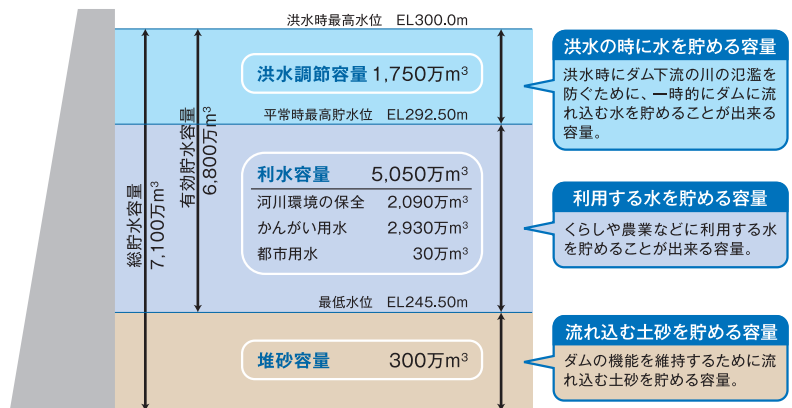 洪水時最高水位 EL300.0m
洪水調節容量 1,750万m³
平常時最高貯水位 EL292.50m
利水容量 5,050万m³
河川環境の保全 2,090万m³
かんがい用水 2,930万m³
都市用水 30万m³
最低水位 EL245.50m
堆砂容量 300万m³
総貯水容量
7,100万m³
有効貯水容量
6,800万m³
洪水の時に水を貯める容量
洪水時にダム下流の川の氾濫を
防ぐために、一時的にダムに流
れ込む水を貯めることが出来る
容量。
利用する水を貯める容量
くらしや農業などに利用する水
を貯めることが出来る容量。
流れ込む土砂を貯める容量
ダムの機能を維持するために流
れ込む土砂を貯める容量。